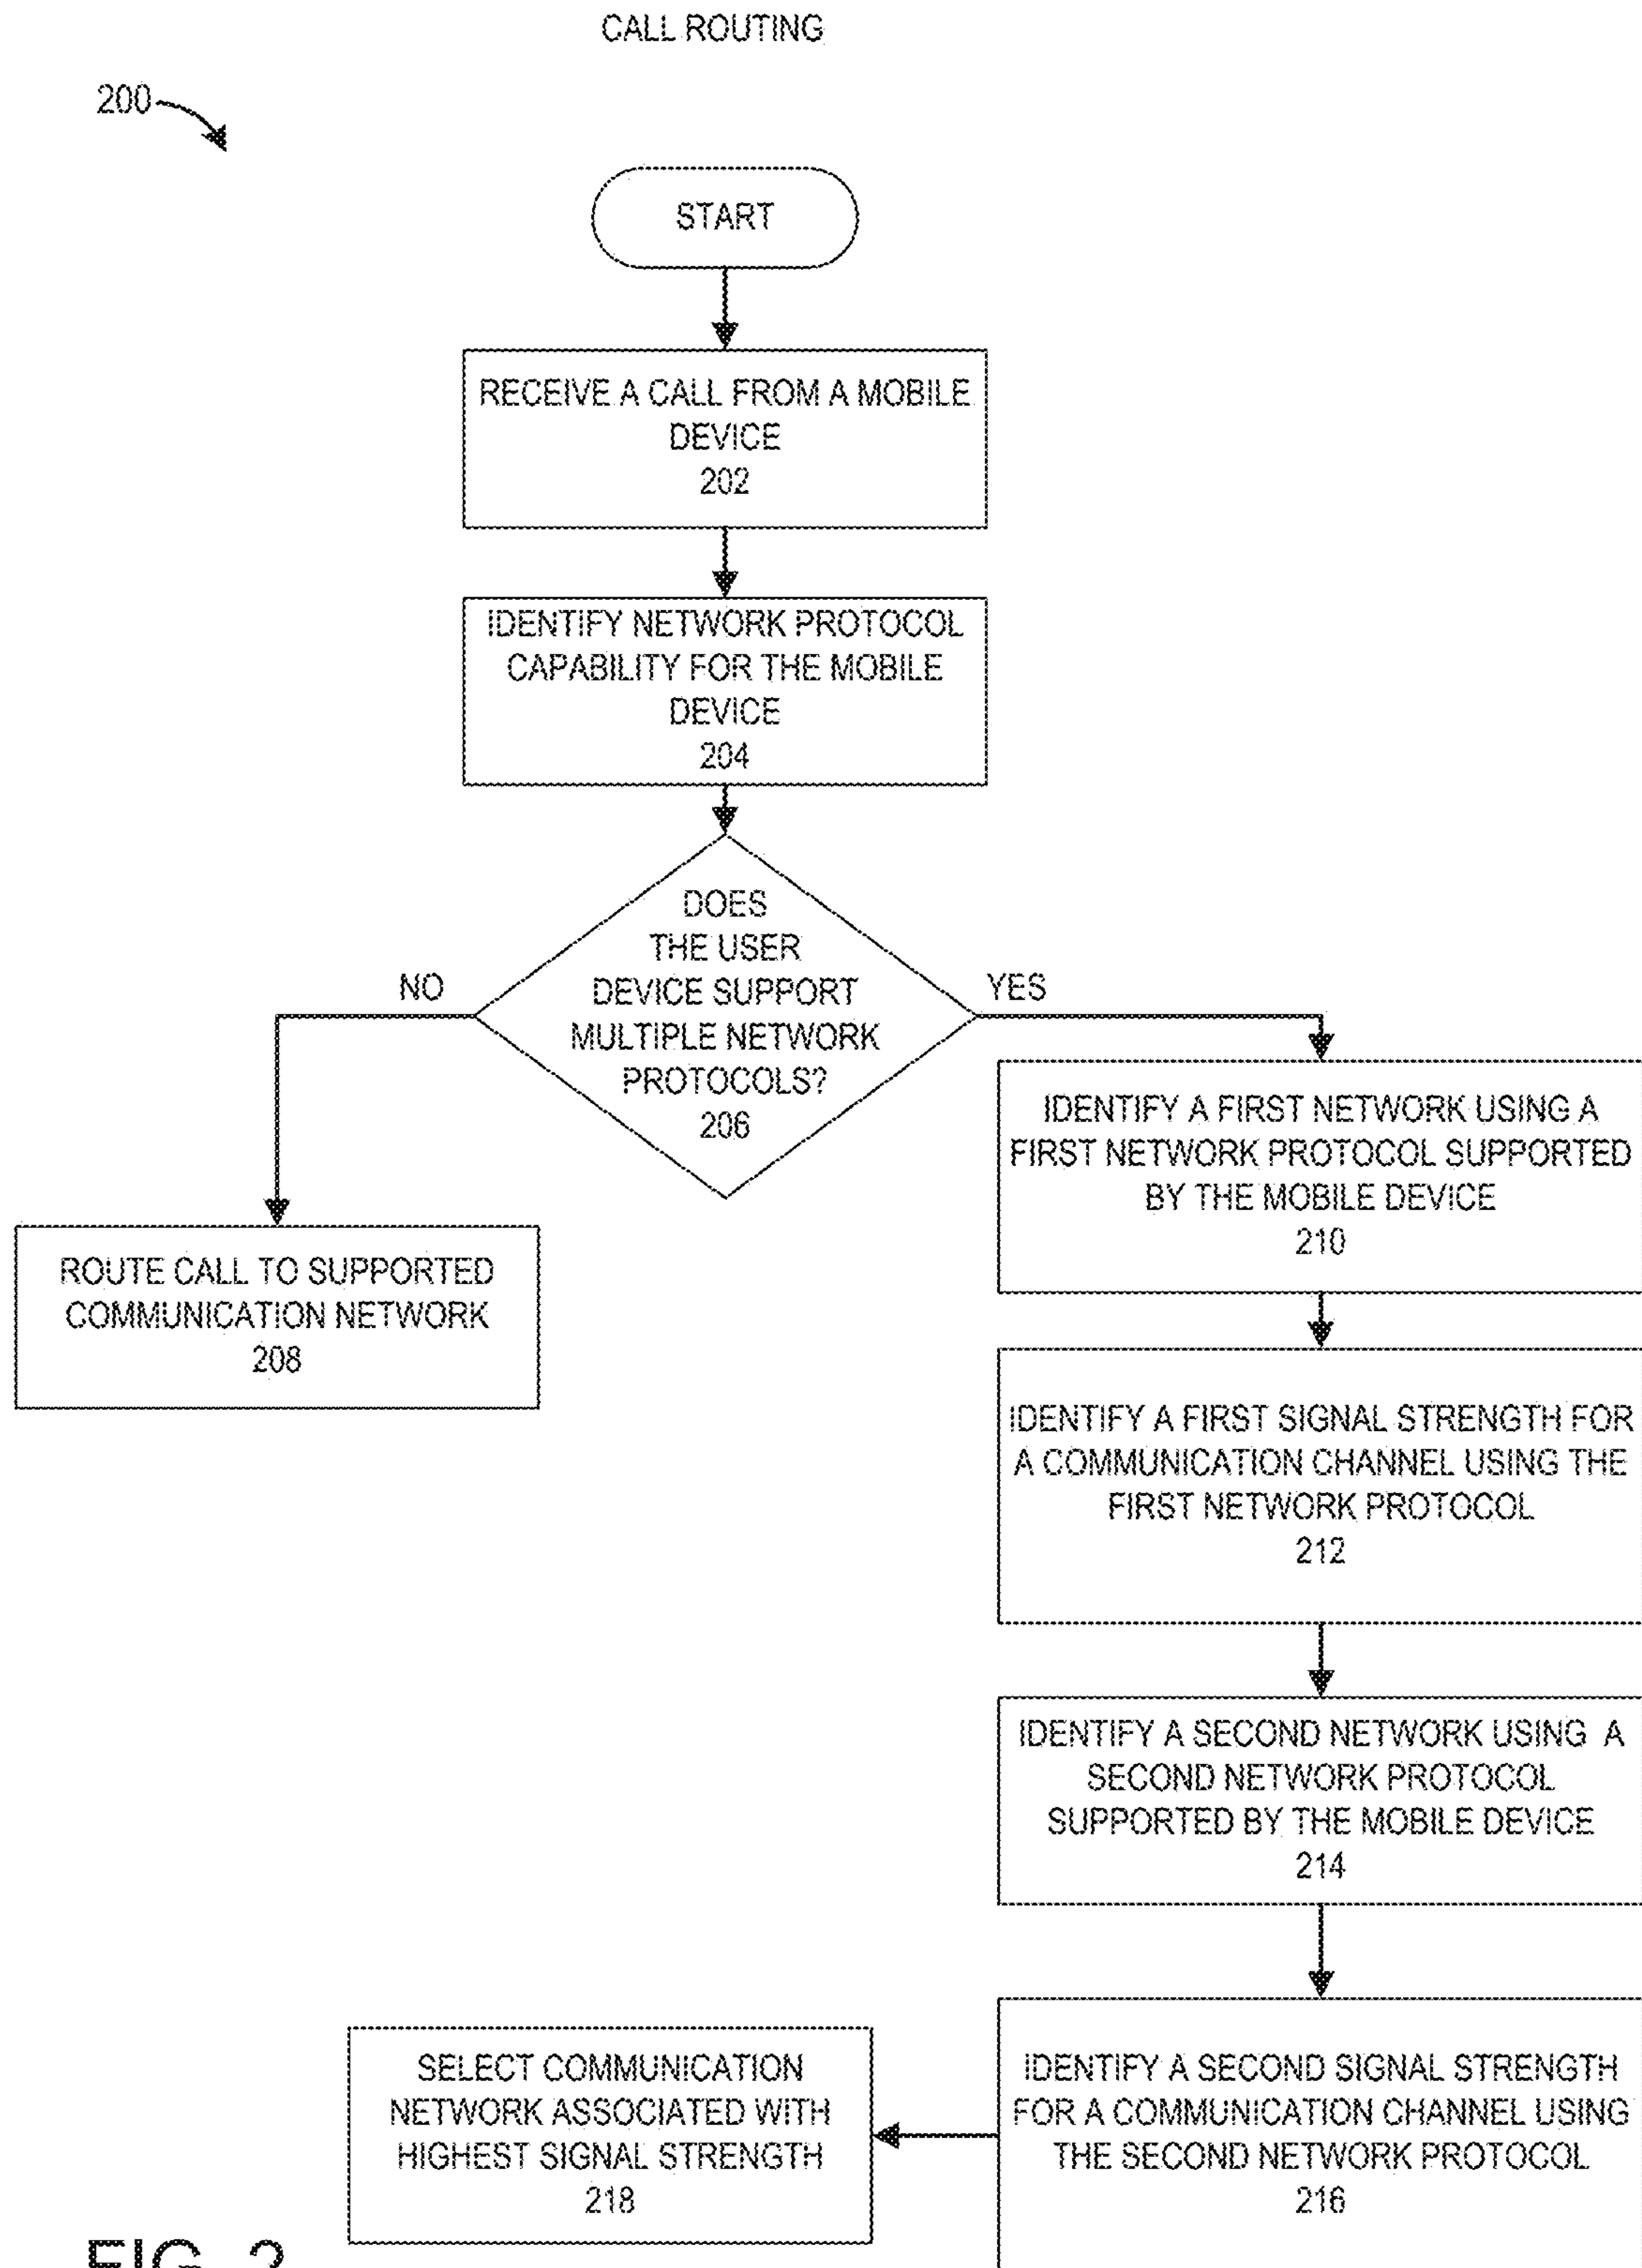 CALL ROUTING
200
START
RECEIVE A CALL FROM A MOBILE
DEVICE
202
IDENTIFY NETWORK PROTOCOL
CAPABILITY FOR THE MOBILE
DEVICE
204
DOES
THE USER
DEVICE SUPPORT
MULTIPLE NETWORK
PROTOCOLS?
206
NO
YES
ROUTE CALL TO SUPPORTED
COMMUNICATION NETWORK
208
IDENTIFY A FIRST NETWORK USING A
FIRST NETWORK PROTOCOL SUPPORTED
BY THE MOBILE DEVICE
210
IDENTIFY A FIRST SIGNAL STRENGTH FOR
A COMMUNICATION CHANNEL USING THE
FIRST NETWORK PROTOCOL
212
IDENTIFY A SECOND NETWORK USING A
SECOND NETWORK PROTOCOL
SUPPORTED BY THE MOBILE DEVICE
214
IDENTIFY A SECOND SIGNAL STRENGTH
FOR A COMMUNICATION CHANNEL USING
THE SECOND NETWORK PROTOCOL
216
SELECT COMMUNICATION
NETWORK ASSOCIATED WITH
HIGHEST SIGNAL STRENGTH
218
FIG. 2